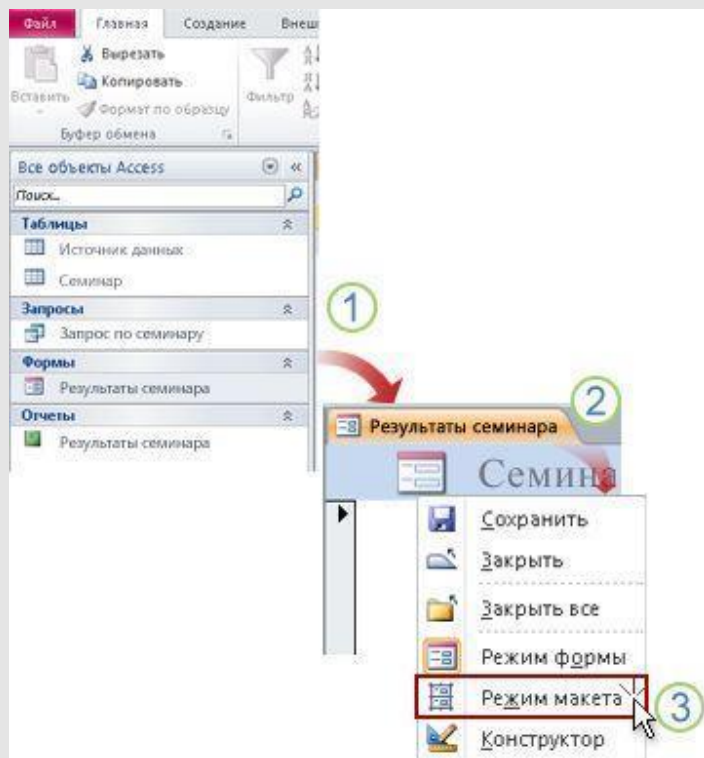 Файл Главная Создание Внеш
Вырезать
Копировать
Вставить
Формат по образцу
Фильтр
Буфер обмена
Все объекты Access
Поиск...
Таблицы
Источник данных
Семинар
Запросы
Запрос по семинару
Формы
Результаты семинара
Отчеты
Результаты семинара
1
2
Результаты семинара
Семина
Сохранить
Закрыть
Закрыть все
Режим формы
Режим макета
3
Конструктор